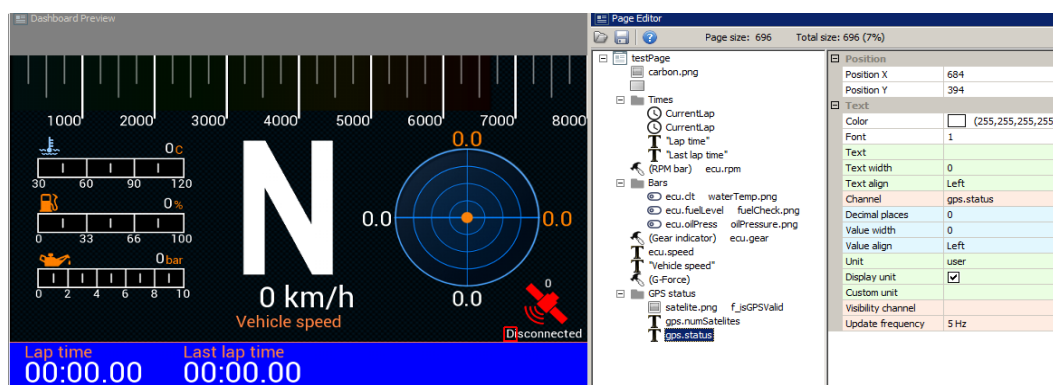 Dashboard Preview
1000 2000 3000 4000 5000 6000 7000 8000
0 C
30 60 90 120
0 %
0 33 66 100
0 bar
0 2 4 6 8 10
N
0 km/h
Vehicle speed
0.0
0.0 0.0
0.0
0
Disconnected
Lap time Last lap time
00:00.00 00:00.00
Page Editor
Page size: 696 Total size: 696 (7%)
testPage
carbon.png
Times
CurrentLap
CurrentLap
"Lap time"
"Last lap time"
(RPM bar) ecu.rpm
Bars
ecu.clt waterTemp.png
ecu.fuelLevel fuelCheck.png
ecu.oilPress oilPressure.png
(Gear indicator) ecu.gear
ecu.speed
"Vehicle speed"
(G-Force)
GPS status
satelite.png f_isGPSValid
gps.numSatelites
gps.status
Position
Position X 684
Position Y 394
Text
Color (255,255,255,255
Font 1
Text
Text width 0
Text align Left
Channel gps.status
Decimal places 0
Value width 0
Value align Left
Unit user
Display unit
Custom unit
Visibility channel
Update frequency 5 Hz